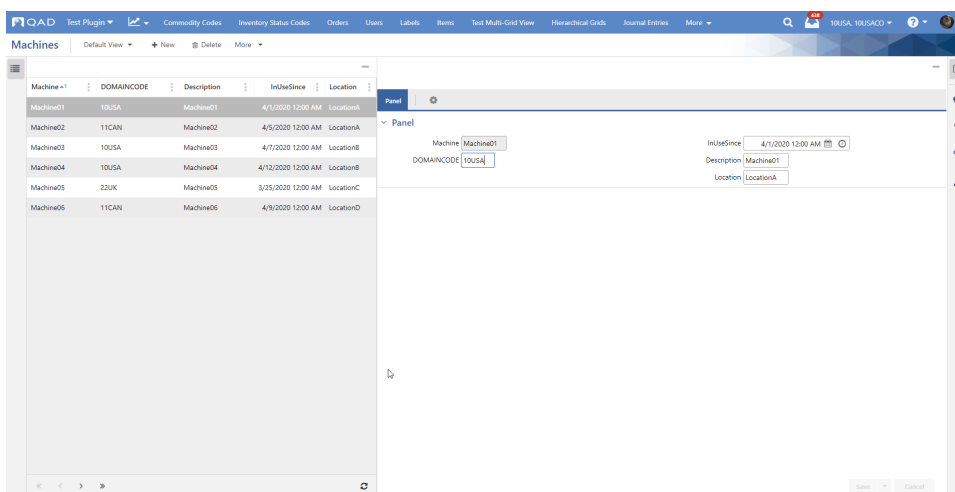 QAD Test Plugin Commodity Codes Inventory Status Codes Orders Users Labels Items Test Multi-Grid View Hierarchical Grids Journal Entries More 438 10USA, 10USACO ?
Machines Default View + New Delete More
Machine 1 DOMAINCODE Description InUseSince Location
Machine01 10USA Machine01 4/1/2020 12:00 AM LocationA
Machine02 11CAN Machine02 4/5/2020 12:00 AM LocationA
Machine03 10USA Machine03 4/7/2020 12:00 AM LocationB
Machine04 10USA Machine04 4/12/2020 12:00 AM LocationB
Machine05 22UK Machine05 3/25/2020 12:00 AM LocationC
Machine06 11CAN Machine06 4/9/2020 12:00 AM LocationD
Panel
Panel
Machine Machine01 InUseSince 4/1/2020 12:00 AM
DOMAINCODE 10USA Description Machine01
Location LocationA
Save Cancel